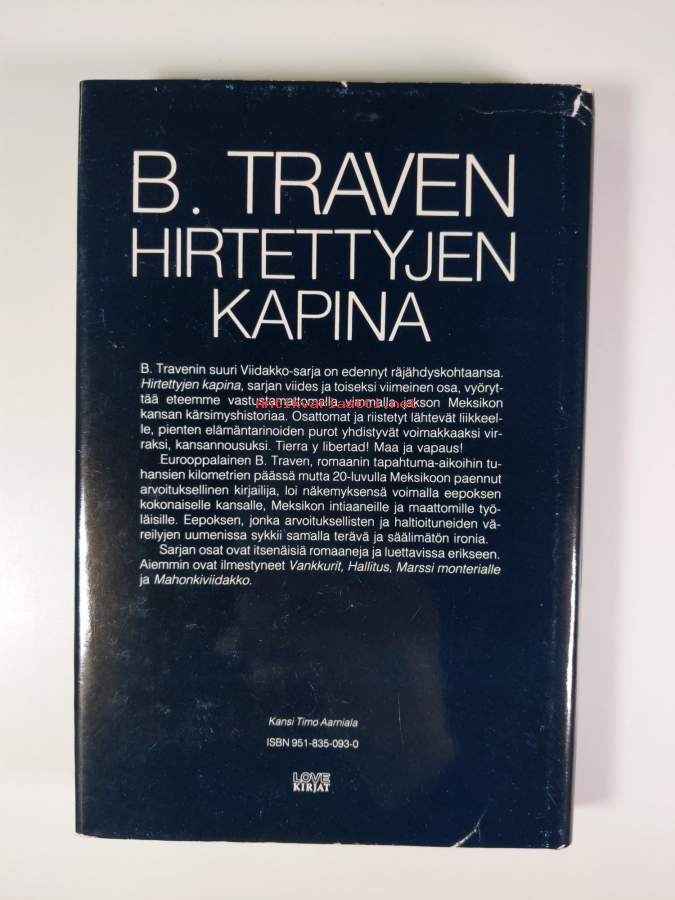 B. TRAVEN
HIRTETTYJEN
KAPINA
B. Travenin suuri Viidakko-sarja on edennyt räjähdyskohtaansa.
Hirtettyjen kapina, sarjan viides ja toiseksi viimeinen osa, vyöryt-
tää eteemme vastustamattomalla vimmalla jakson Meksikon
antikvariaatti.net
kansan kärsimyshistoriaa. Osattomat ja riistetyt lähtevät liikkeel-
le, pienten elämäntarinoiden purot yhdistyvät voimakkaaksi vir-
raksi, kansannousuksi. Tierra y libertad! Maa ja vapaus!
Eurooppalainen B. Traven, romaanin tapahtuma-aikoihin tu-
hansien kilometrien päässä mutta 20-luvulla Meksikoon paennut
arvoituksellinen kirjailija, loi näkemyksensä voimalla eepoksen
kokonaiselle kansalle, Meksikon intiaaneille ja maattomille työ-
läisille. Eepoksen, jonka arvoituksellisten ja haltioituneiden vä-
reilyjen uumenissa sykkii samalla terävä ja säälimätön ironia.
Sarjan osat ovat itsenäisiä romaaneja ja luettavissa erikseen.
Aiemmin ovat ilmestyneet Vankkurit, Hallitus, Marssi monterialle
ja Mahonkiviidakko.
Kansi Timo Aarniala
ISBN 951-835-093-0
LOVE
KIRJAT